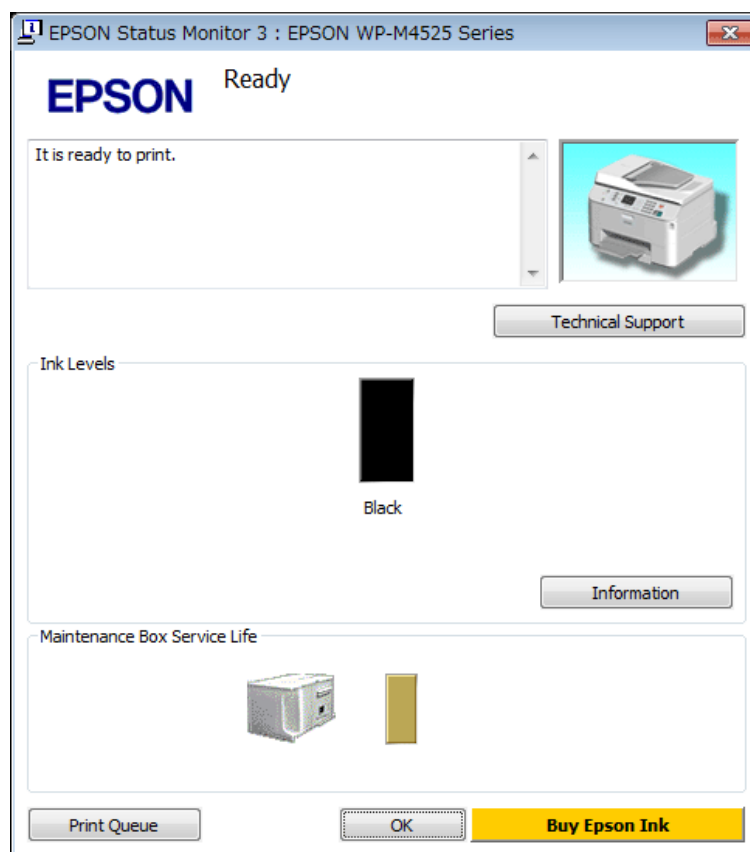 EPSON Status Monitor 3 : EPSON WP-M4525 Series
EPSON
Ready
It is ready to print.
Technical Support
Ink Levels
Black
Information
Maintenance Box Service Life
Print Queue
OK
Buy Epson Ink